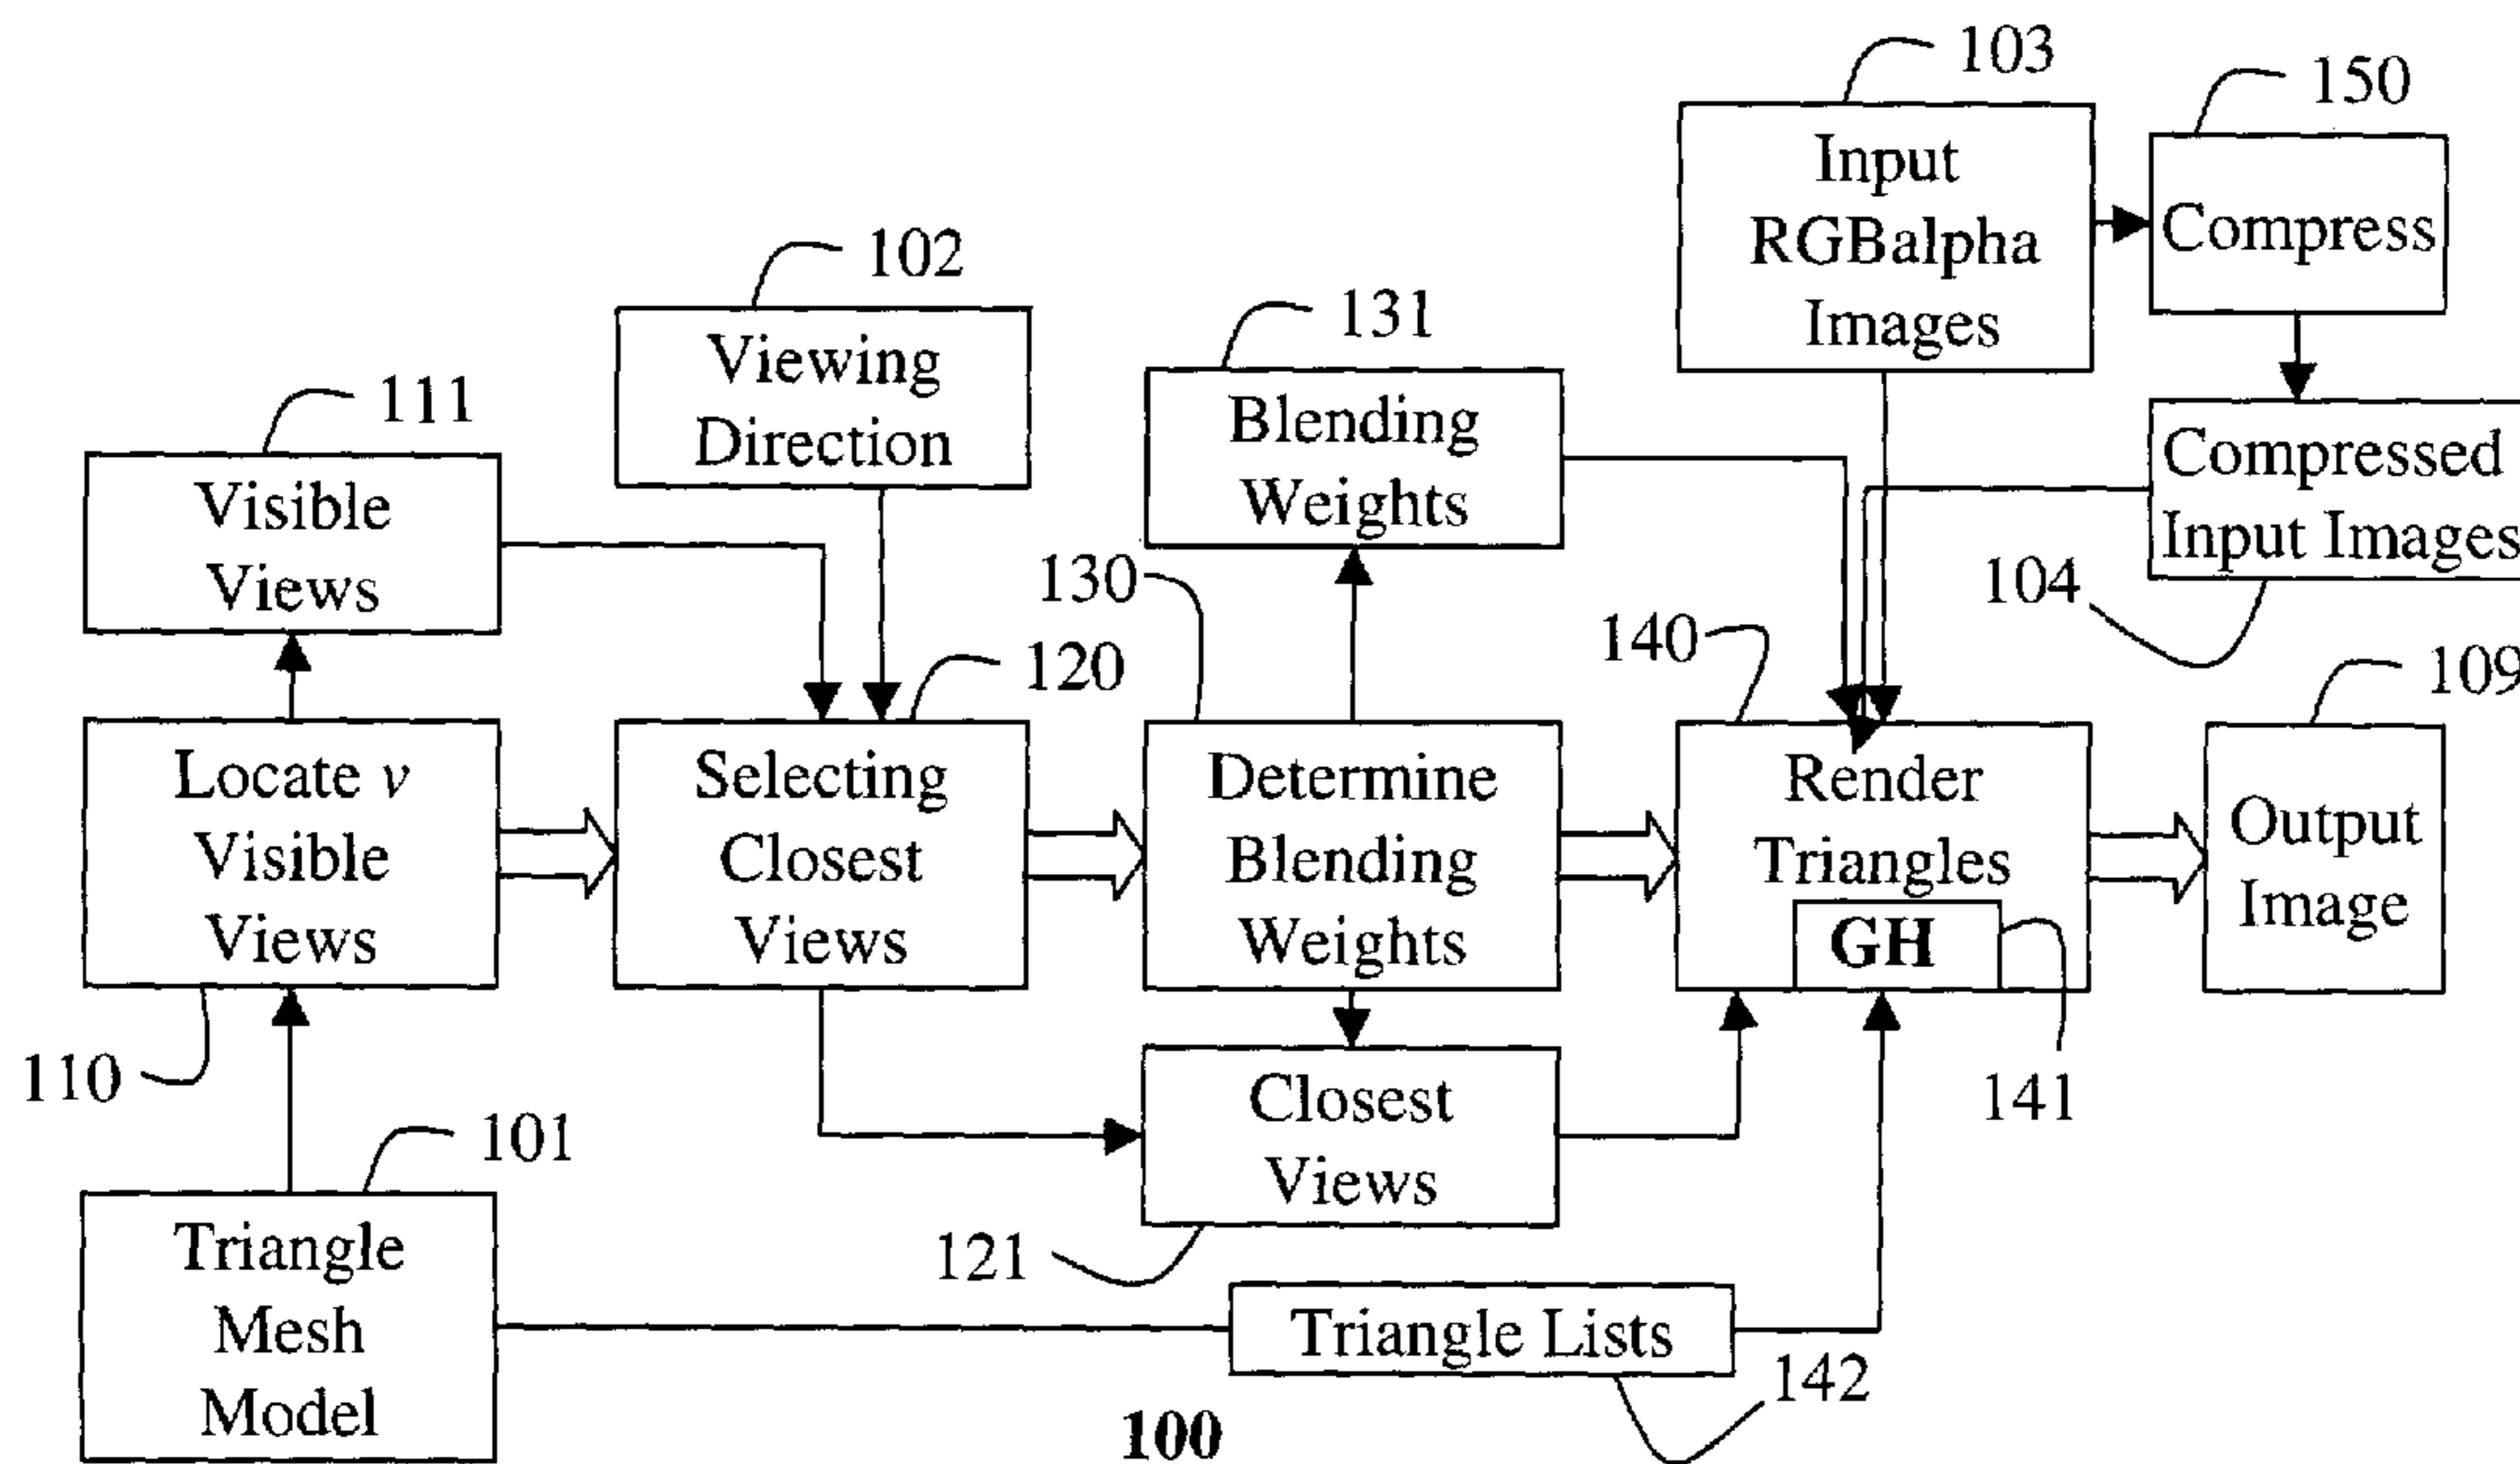 103
150
Input
RGBalpha
Images
Compress
102
131
Viewing
Direction
111
Blending
Weights
Compressed
Input Images
Visible
Views
130
104
120
140
109
Locate v
Visible
Views
Selecting
Closest
Views
Determine
Blending
Weights
Render
Triangles
GH
Output
Image
110
141
101
Closest
Views
121
Triangle
Mesh
Model
Triangle Lists
142
100